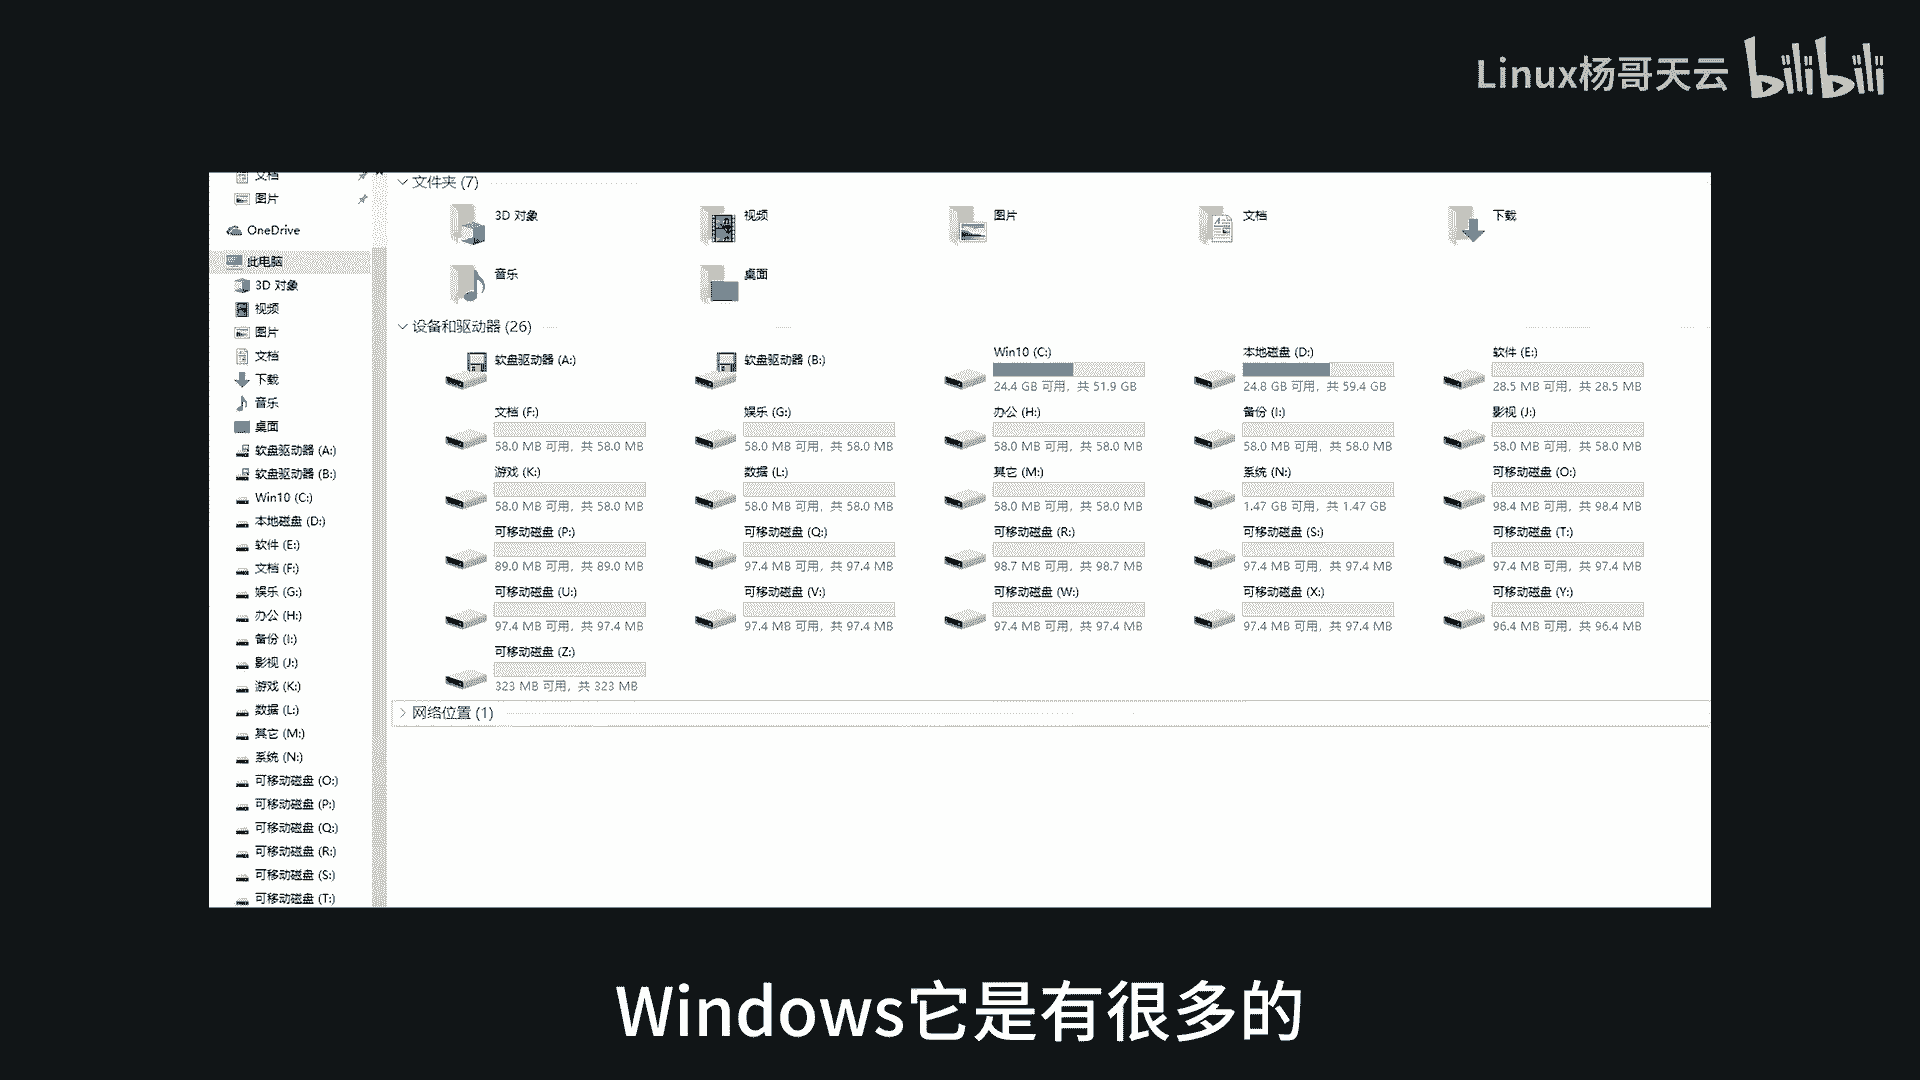 Linux杨哥天云 bilibili
文档
图片
OneDrive
此电脑
3D 对象
视频
图片
文档
下载
音乐
桌面
软盘驱动器 (A:)
软盘驱动器 (B:)
Win10 (C:)
本地磁盘 (D:)
软件 (E:)
文档 (F:)
娱乐 (G:)
办公 (H:)
备份 (I:)
影视 (J:)
游戏 (K:)
数据 (L:)
其它 (M:)
系统 (N:)
可移动磁盘 (O:)
可移动磁盘 (P:)
可移动磁盘 (Q:)
可移动磁盘 (R:)
可移动磁盘 (S:)
可移动磁盘 (T:)
文件夹 (7)
3D 对象 视频 图片 文档 下载
音乐 桌面
设备和驱动器 (26)
软盘驱动器 (A:) 软盘驱动器 (B:) Win10 (C:) 本地磁盘 (D:) 软件 (E:)
24.4 GB 可用, 共 51.9 GB 24.8 GB 可用, 共 59.4 GB 28.5 MB 可用, 共 28.5 MB
文档 (F:) 娱乐 (G:) 办公 (H:) 备份 (I:) 影视 (J:)
58.0 MB 可用, 共 58.0 MB 58.0 MB 可用, 共 58.0 MB 58.0 MB 可用, 共 58.0 MB 58.0 MB 可用, 共 58.0 MB 58.0 MB 可用, 共 58.0 MB
游戏 (K:) 数据 (L:) 其它 (M:) 系统 (N:) 可移动磁盘 (O:)
58.0 MB 可用, 共 58.0 MB 58.0 MB 可用, 共 58.0 MB 58.0 MB 可用, 共 58.0 MB 1.47 GB 可用, 共 1.47 GB 98.4 MB 可用, 共 98.4 MB
可移动磁盘 (P:) 可移动磁盘 (Q:) 可移动磁盘 (R:) 可移动磁盘 (S:) 可移动磁盘 (T:)
89.0 MB 可用, 共 89.0 MB 97.4 MB 可用, 共 97.4 MB 98.7 MB 可用, 共 98.7 MB 97.4 MB 可用, 共 97.4 MB 97.4 MB 可用, 共 97.4 MB
可移动磁盘 (U:) 可移动磁盘 (V:) 可移动磁盘 (W:) 可移动磁盘 (X:) 可移动磁盘 (Y:)
97.4 MB 可用, 共 97.4 MB 97.4 MB 可用, 共 97.4 MB 97.4 MB 可用, 共 97.4 MB 97.4 MB 可用, 共 97.4 MB 96.4 MB 可用, 共 96.4 MB
可移动磁盘 (Z:)
323 MB 可用, 共 323 MB
网络位置 (1)
Windows它是有很多的